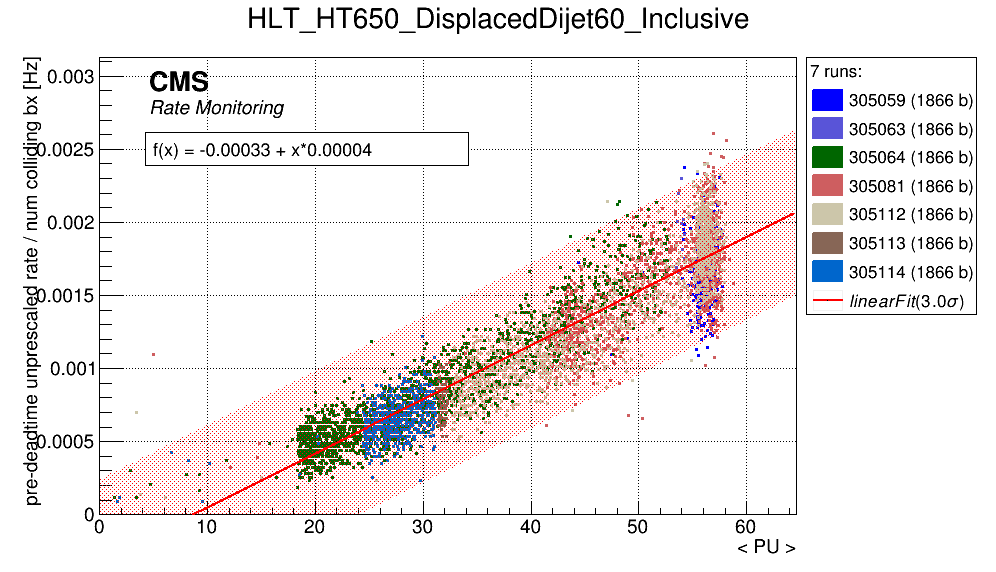 HLT_HT650_DisplacedDijet60_Inclusive
pre-deadtime unprescaled rate / num colliding bx [Hz]
CMS
Rate Monitoring
f(x) = -0.00033 + x*0.00004
0.003
0.0025
0.002
0.0015
0.001
0.0005
0
0 10 20 30 40 50 60
< PU >
7 runs:
305059 (1866 b)
305063 (1866 b)
305064 (1866 b)
305081 (1866 b)
305112 (1866 b)
305113 (1866 b)
305114 (1866 b)
linearFit(3.0σ)